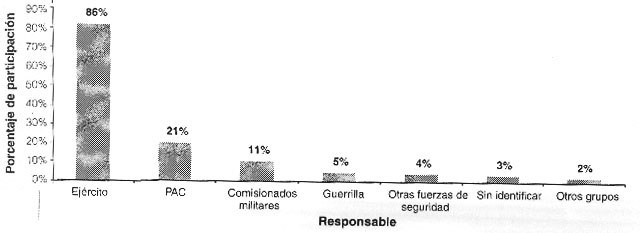 Porcentaje de participación
90%
80%
70%
60%
50%
40%
30%
20%
10%
0%
86%
21%
11%
5%
4%
3%
2%
Ejército
PAC
Comisionados militares
Guerrilla
Otras fuerzas de seguridad
Sin identificar
Otros grupos
Responsable